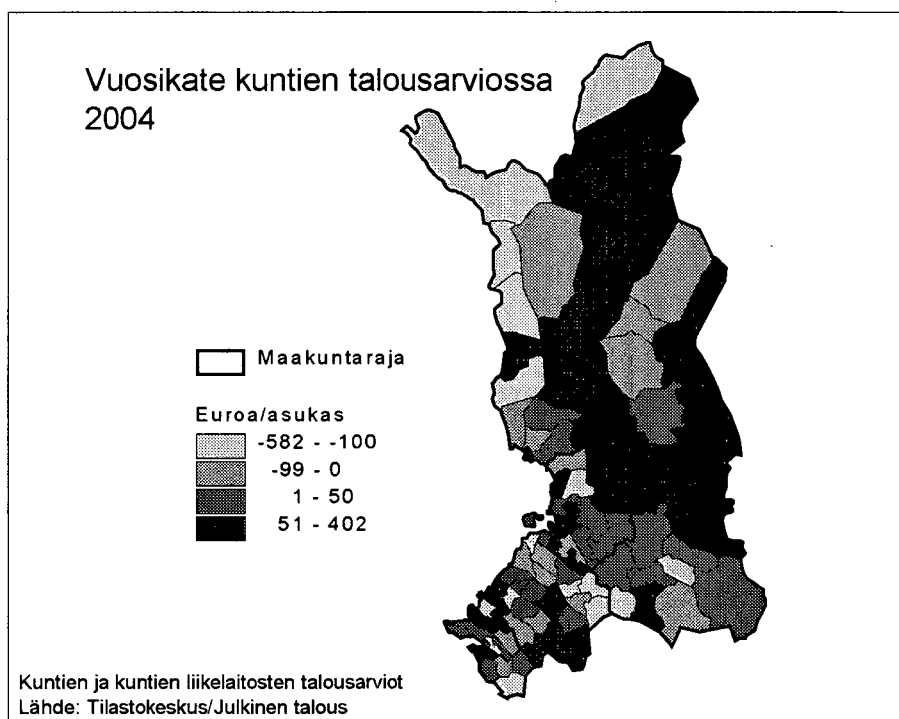 Vuosikate kuntien talousarviossa
2004
Maakuntaraja
Euroa/asukas
-582 - -100
-99 - 0
1 - 50
51 - 402
Kuntien ja kuntien liikelaitosten talousarviot
Lähde: Tilastokeskus/Julkinen talous